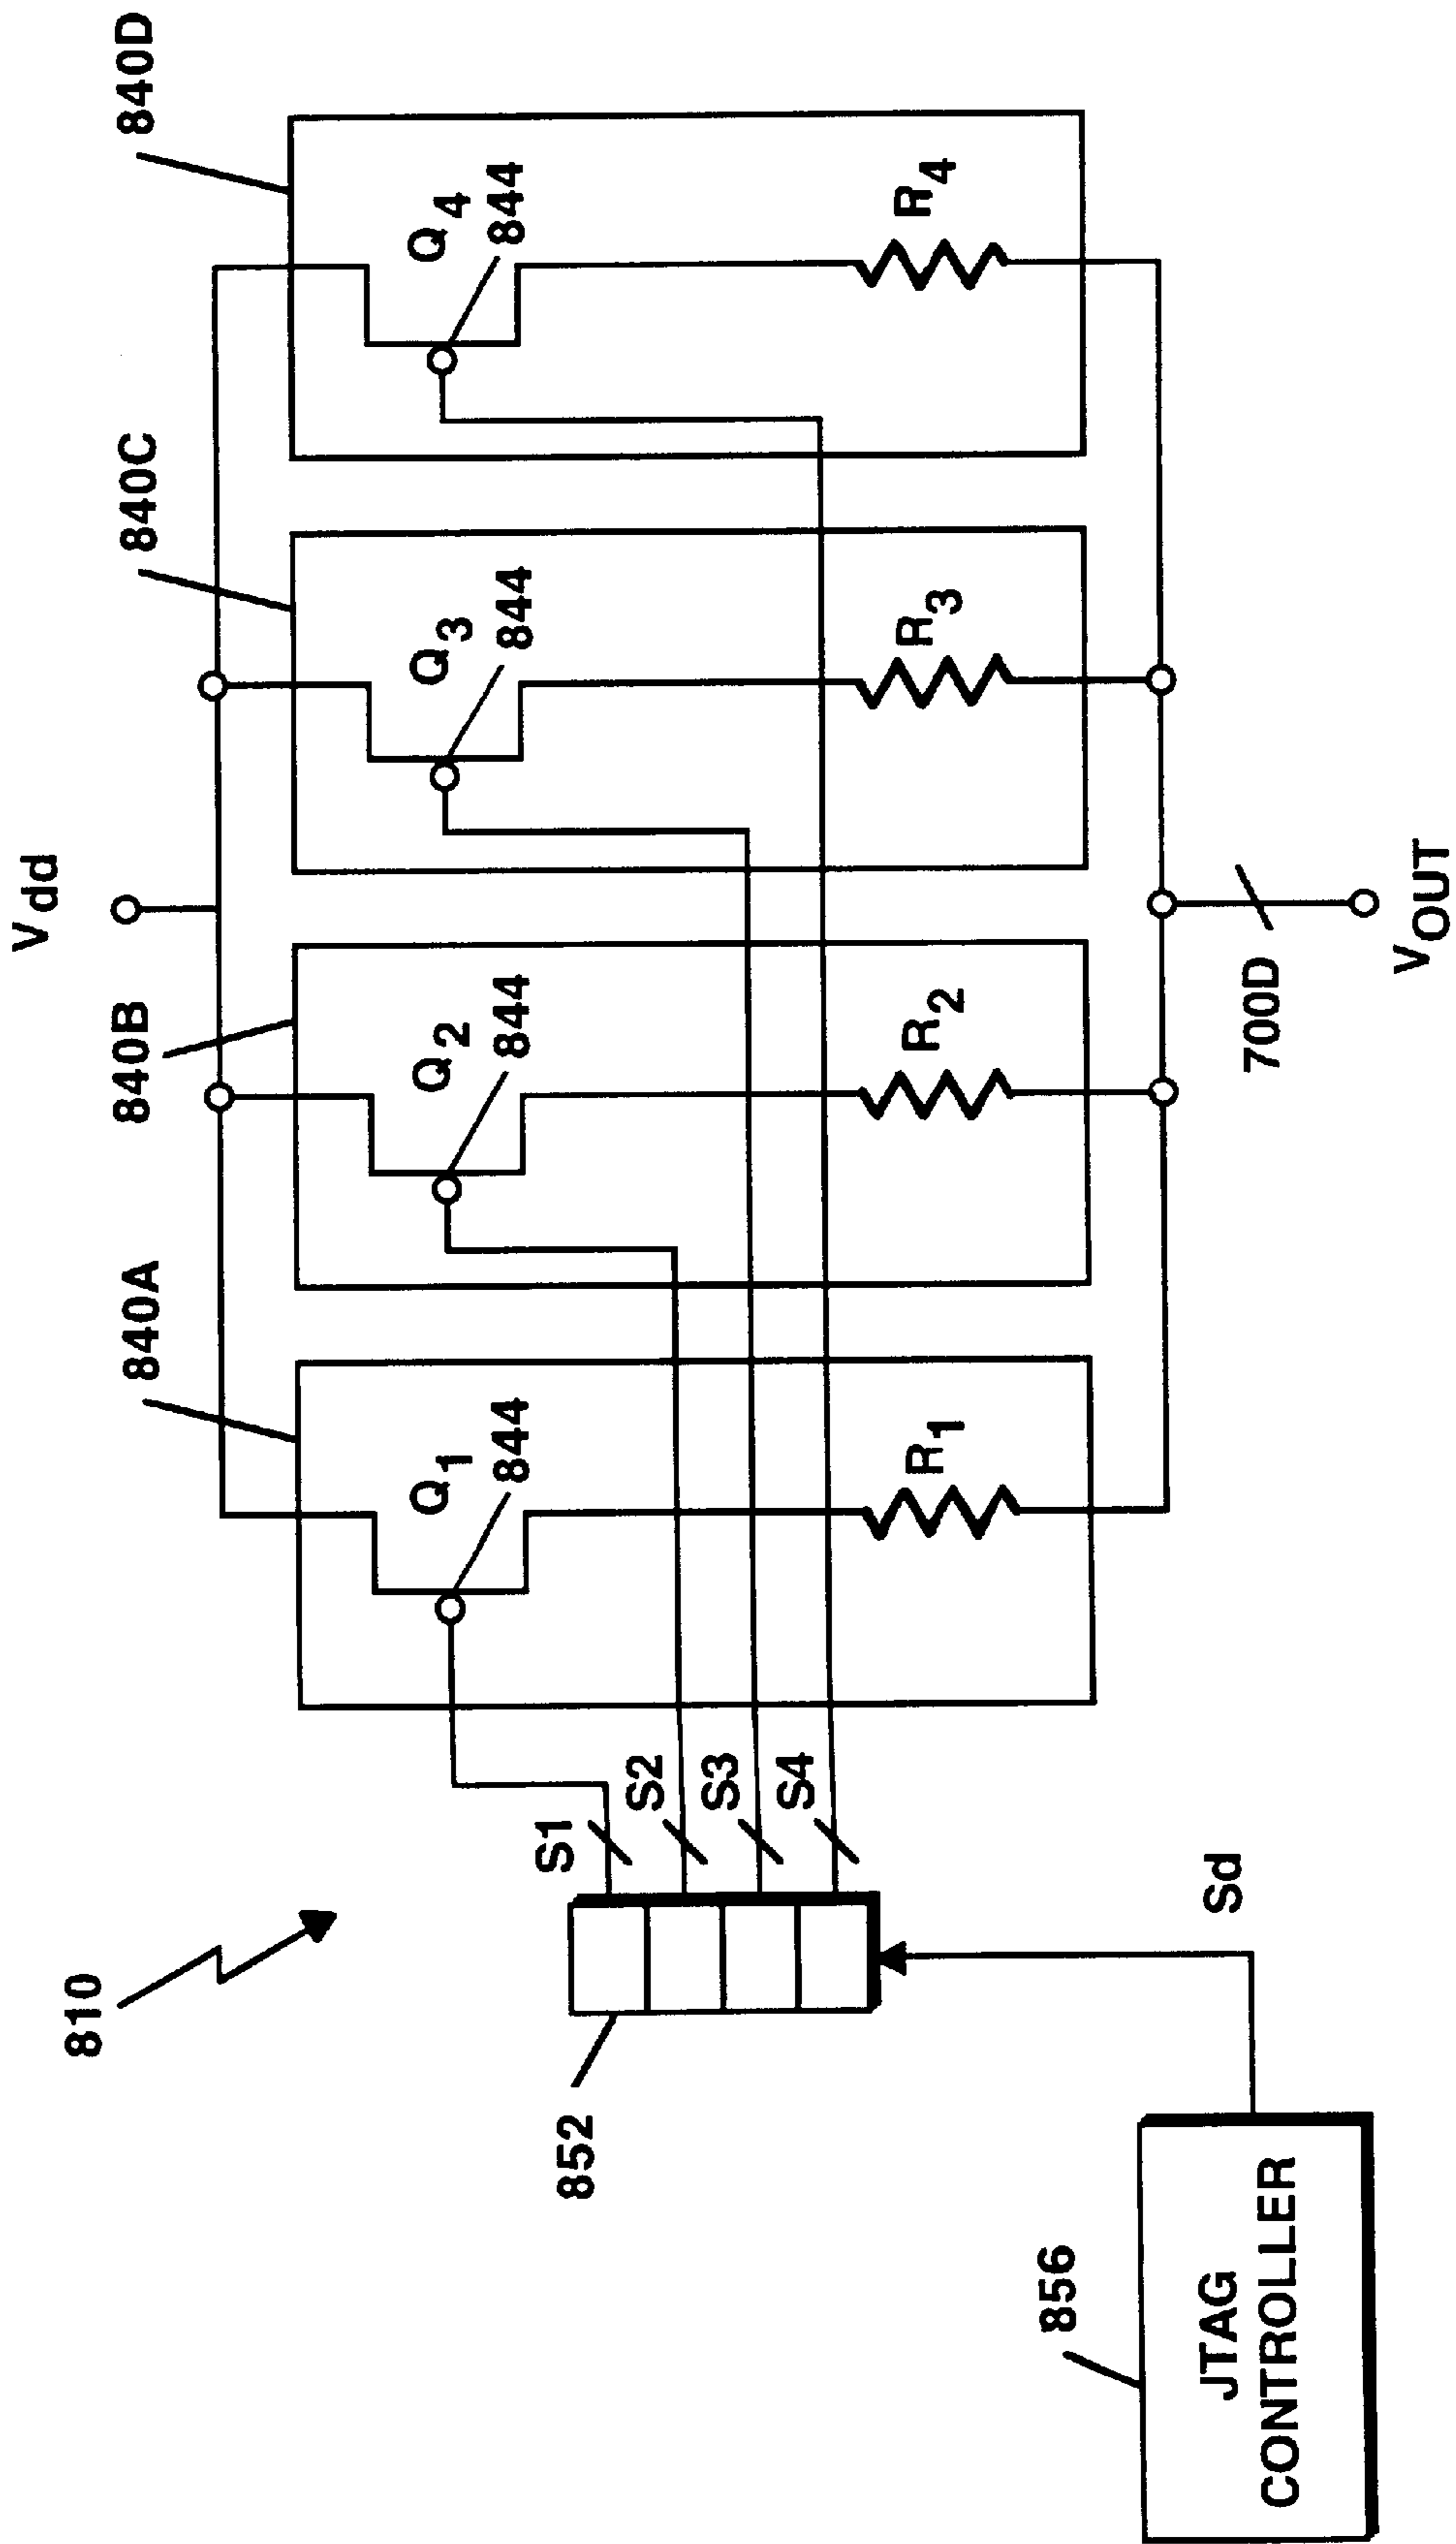 810
Vdd
840A
840B
840C
840D
Q1
844
Q2
844
Q3
844
Q4
844
S1
S2
S3
S4
852
R1
R2
R3
R4
Sd
700D
VOUT
856
JTAG
CONTROLLER